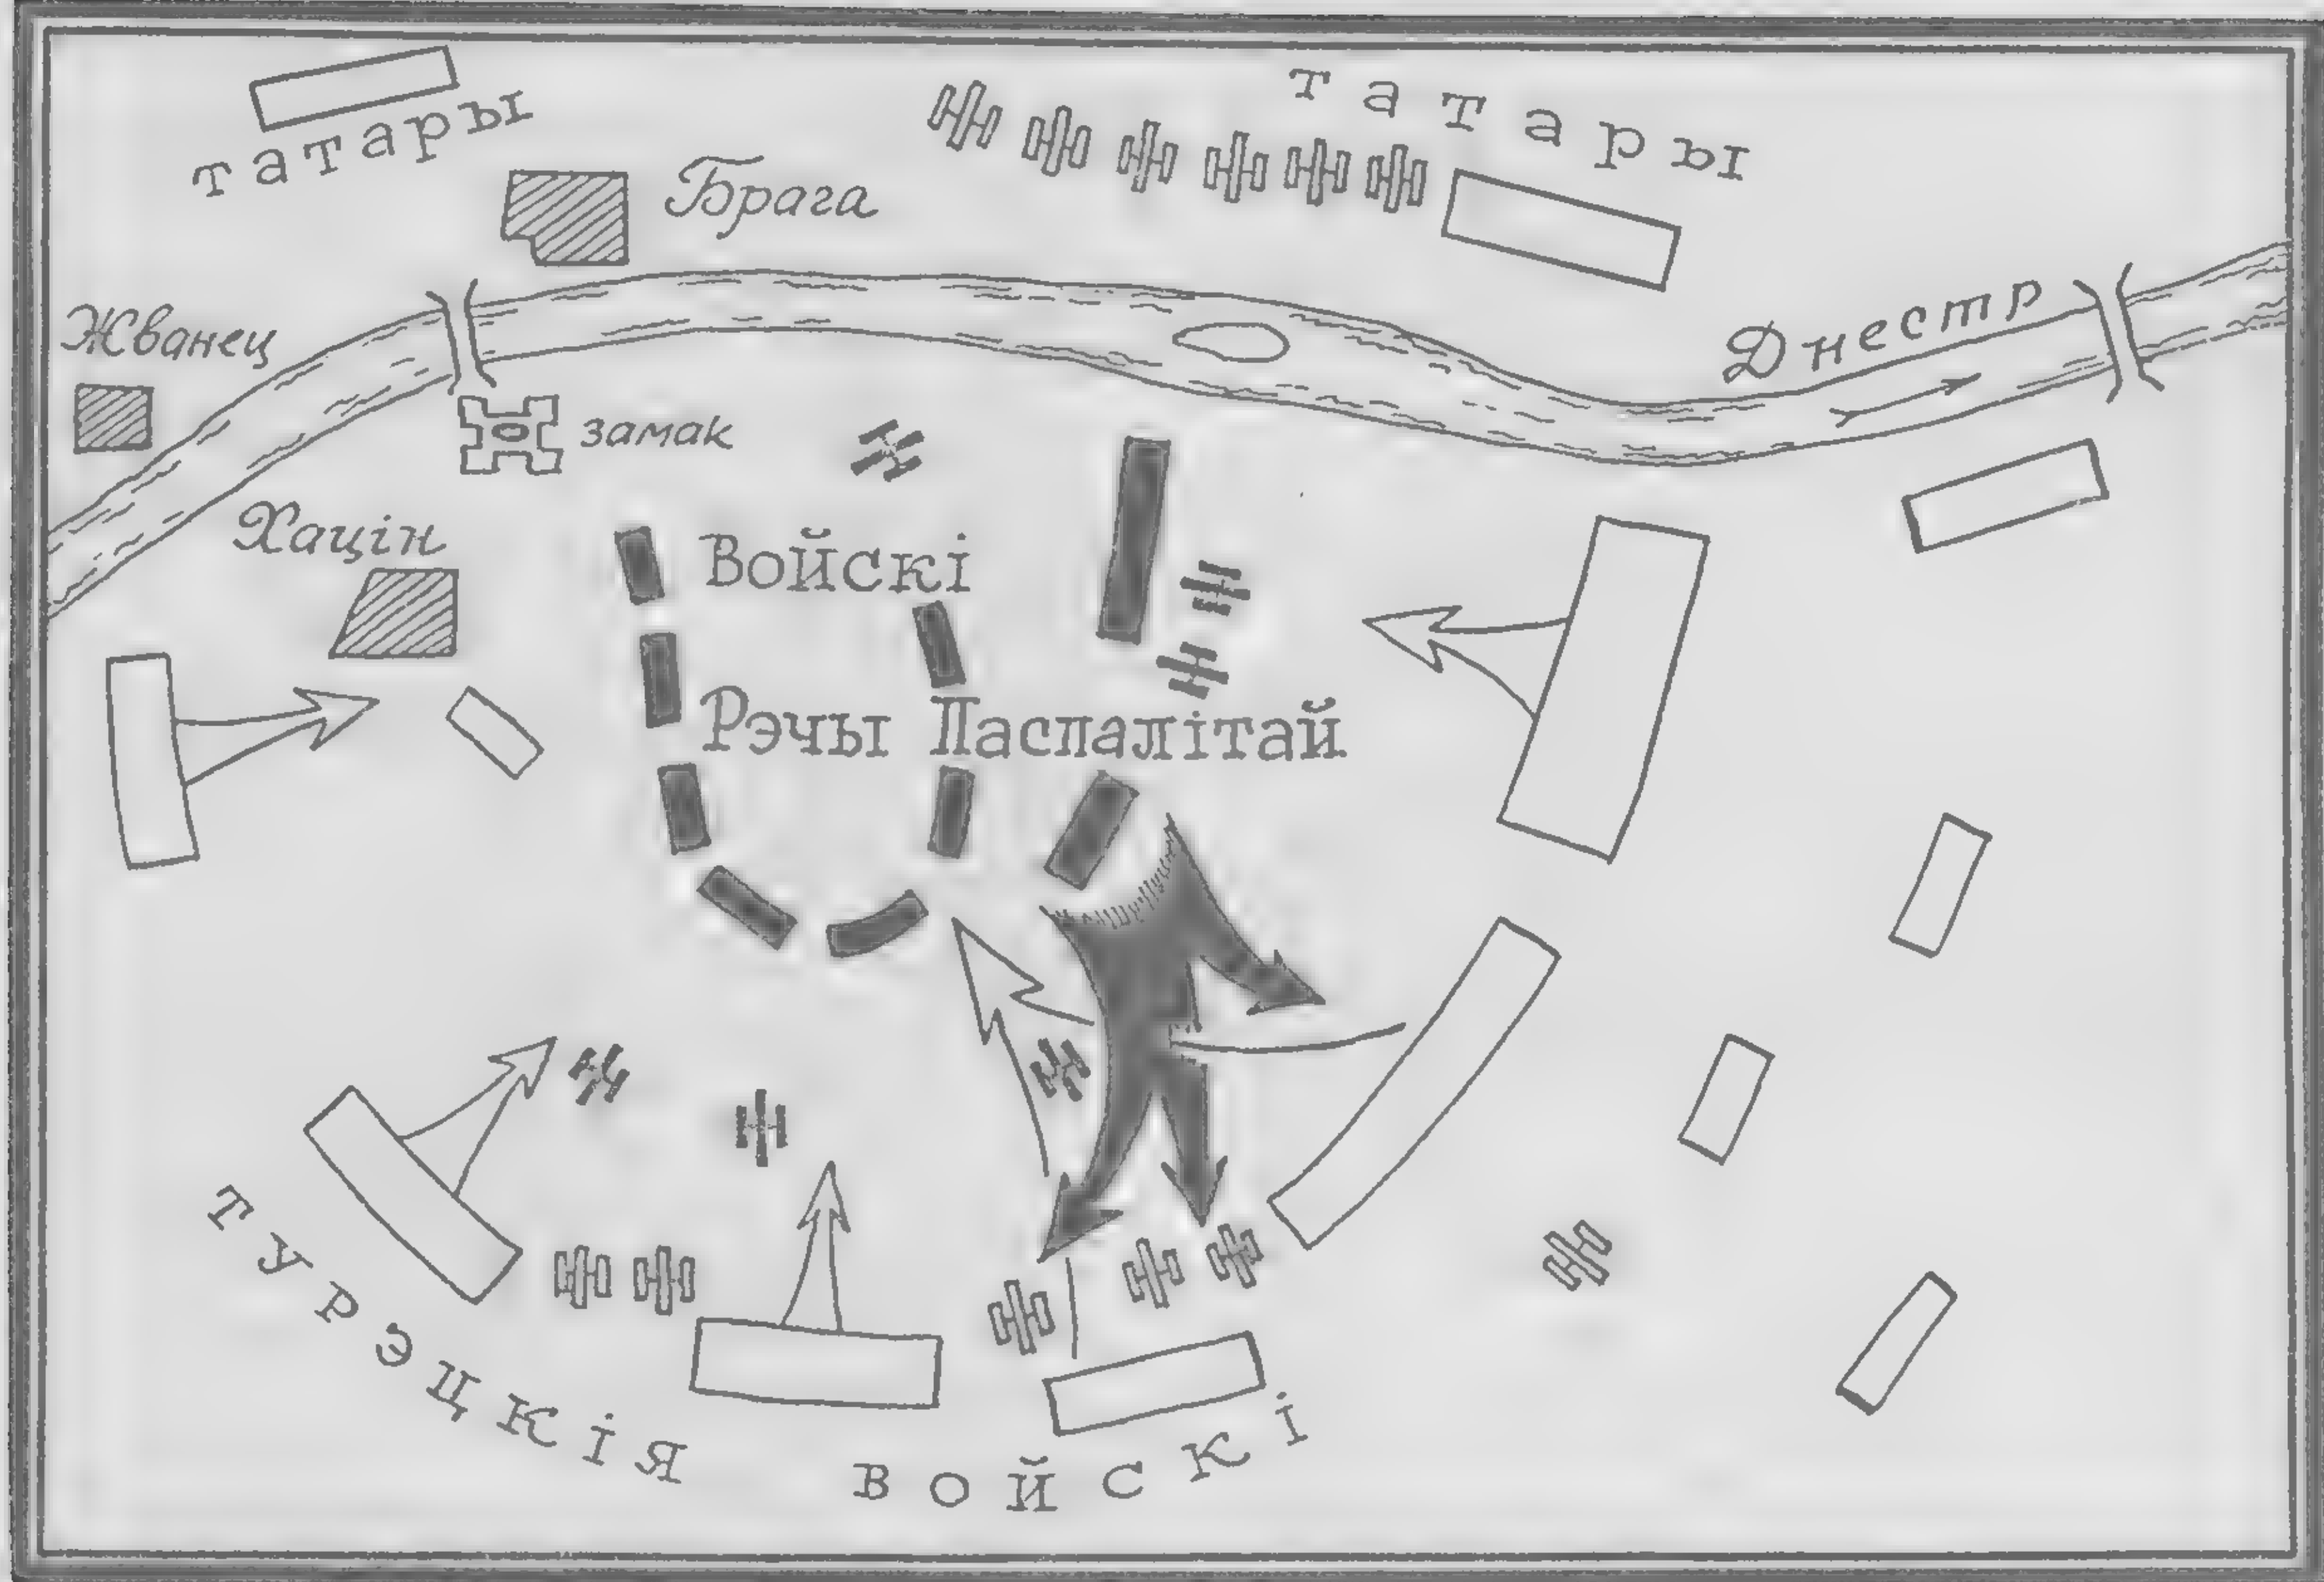 татары
татары
Брага
Жванец
Днестр
замак
Хацін
Войскі
Рэчы Паспалітай
турэцкія войскі